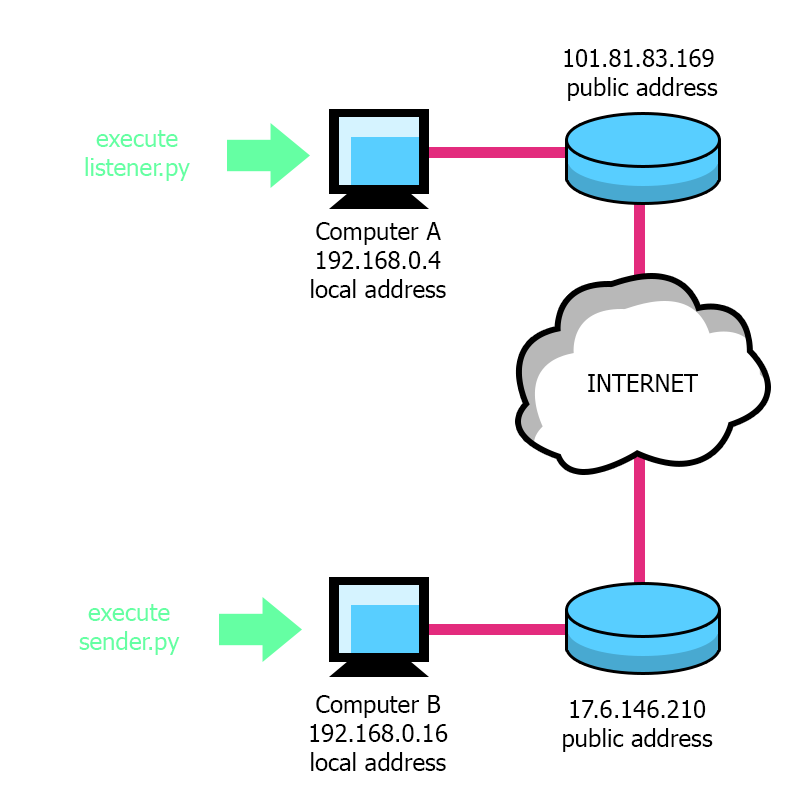 101.81.83.169
public address
execute
listener.py
Computer A
192.168.0.4
local address
INTERNET
execute
sender.py
Computer B
192.168.0.16
local address
17.6.146.210
public address